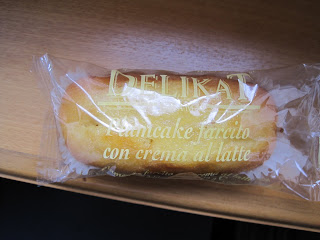 DELIKAT
Plumcake farcito
con crema al latte